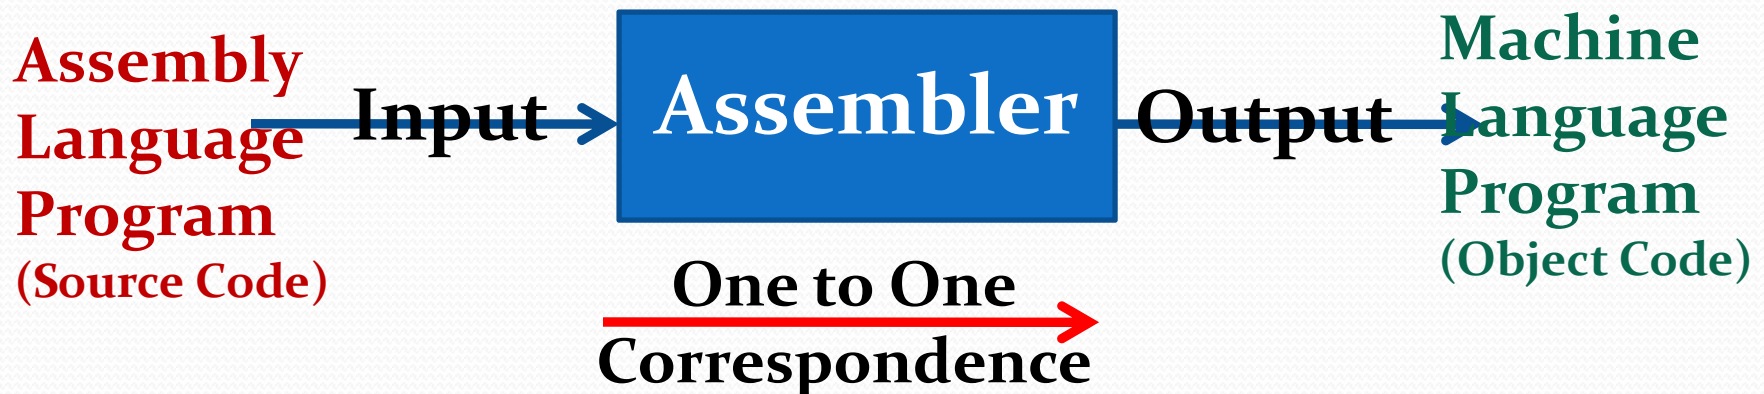 Assembly
Language
Program
(Source Code)
Input
Assembler
Output
Machine
Language
Program
(Object Code)
One to One
Correspondence